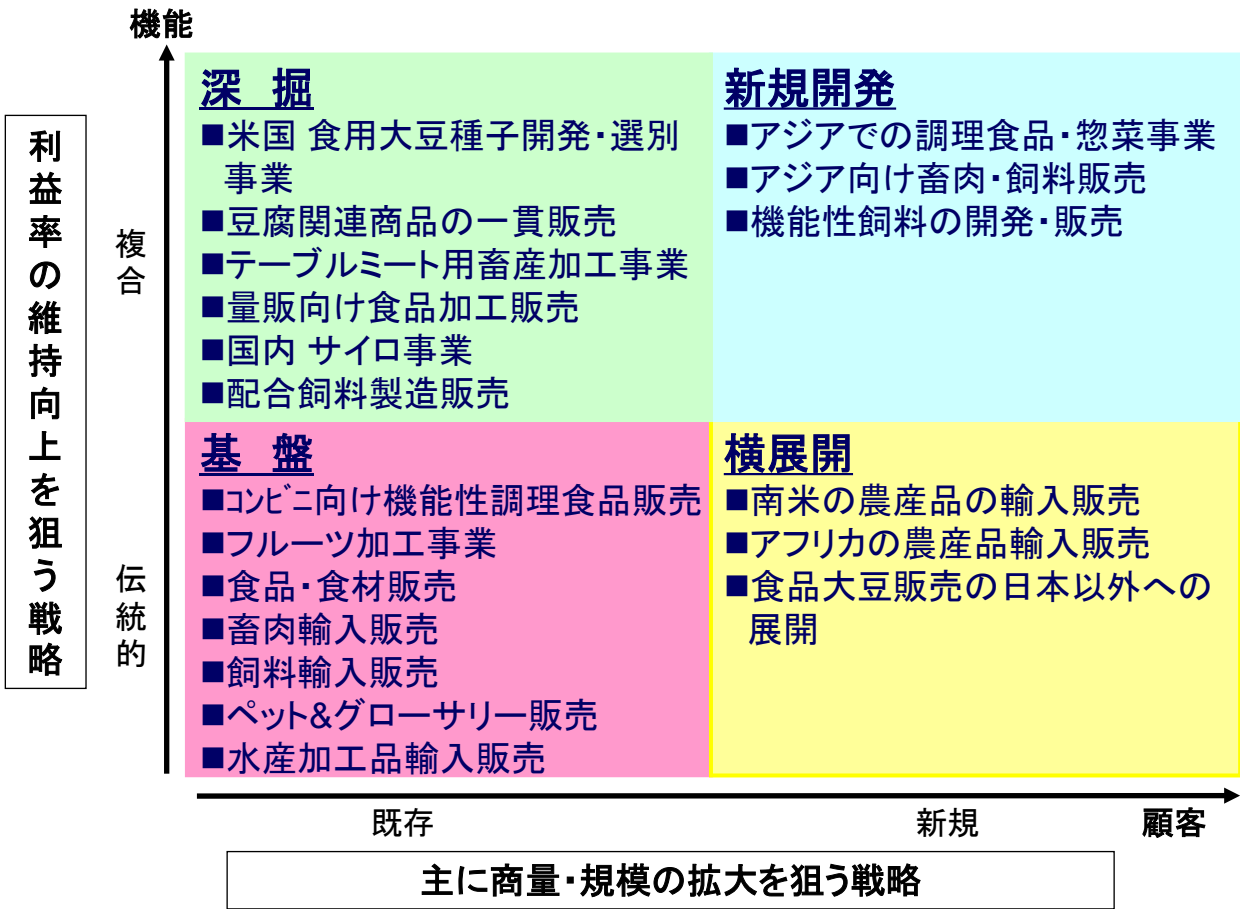 機能
利益率の維持向上を狙う戦略
複合
伝統的
深 掘
■米国 食用大豆種子開発・選別
事業
■豆腐関連商品の一貫販売
■テーブルミート用畜産加工事業
■量販向け食品加工販売
■国内 サイロ事業
■配合飼料製造販売
新規開発
■アジアでの調理食品・惣菜事業
■アジア向け畜肉・飼料販売
■機能性飼料の開発・販売
基 盤
■コンビニ向け機能性調理食品販売
■フルーツ加工事業
■食品・食材販売
■畜肉輸入販売
■飼料輸入販売
■ペット&グローサリー販売
■水産加工品輸入販売
横展開
■南米の農産品の輸入販売
■アフリカの農産品輸入販売
■食品大豆販売の日本以外への
展開
既存
新規
顧客
主に商量・規模の拡大を狙う戦略